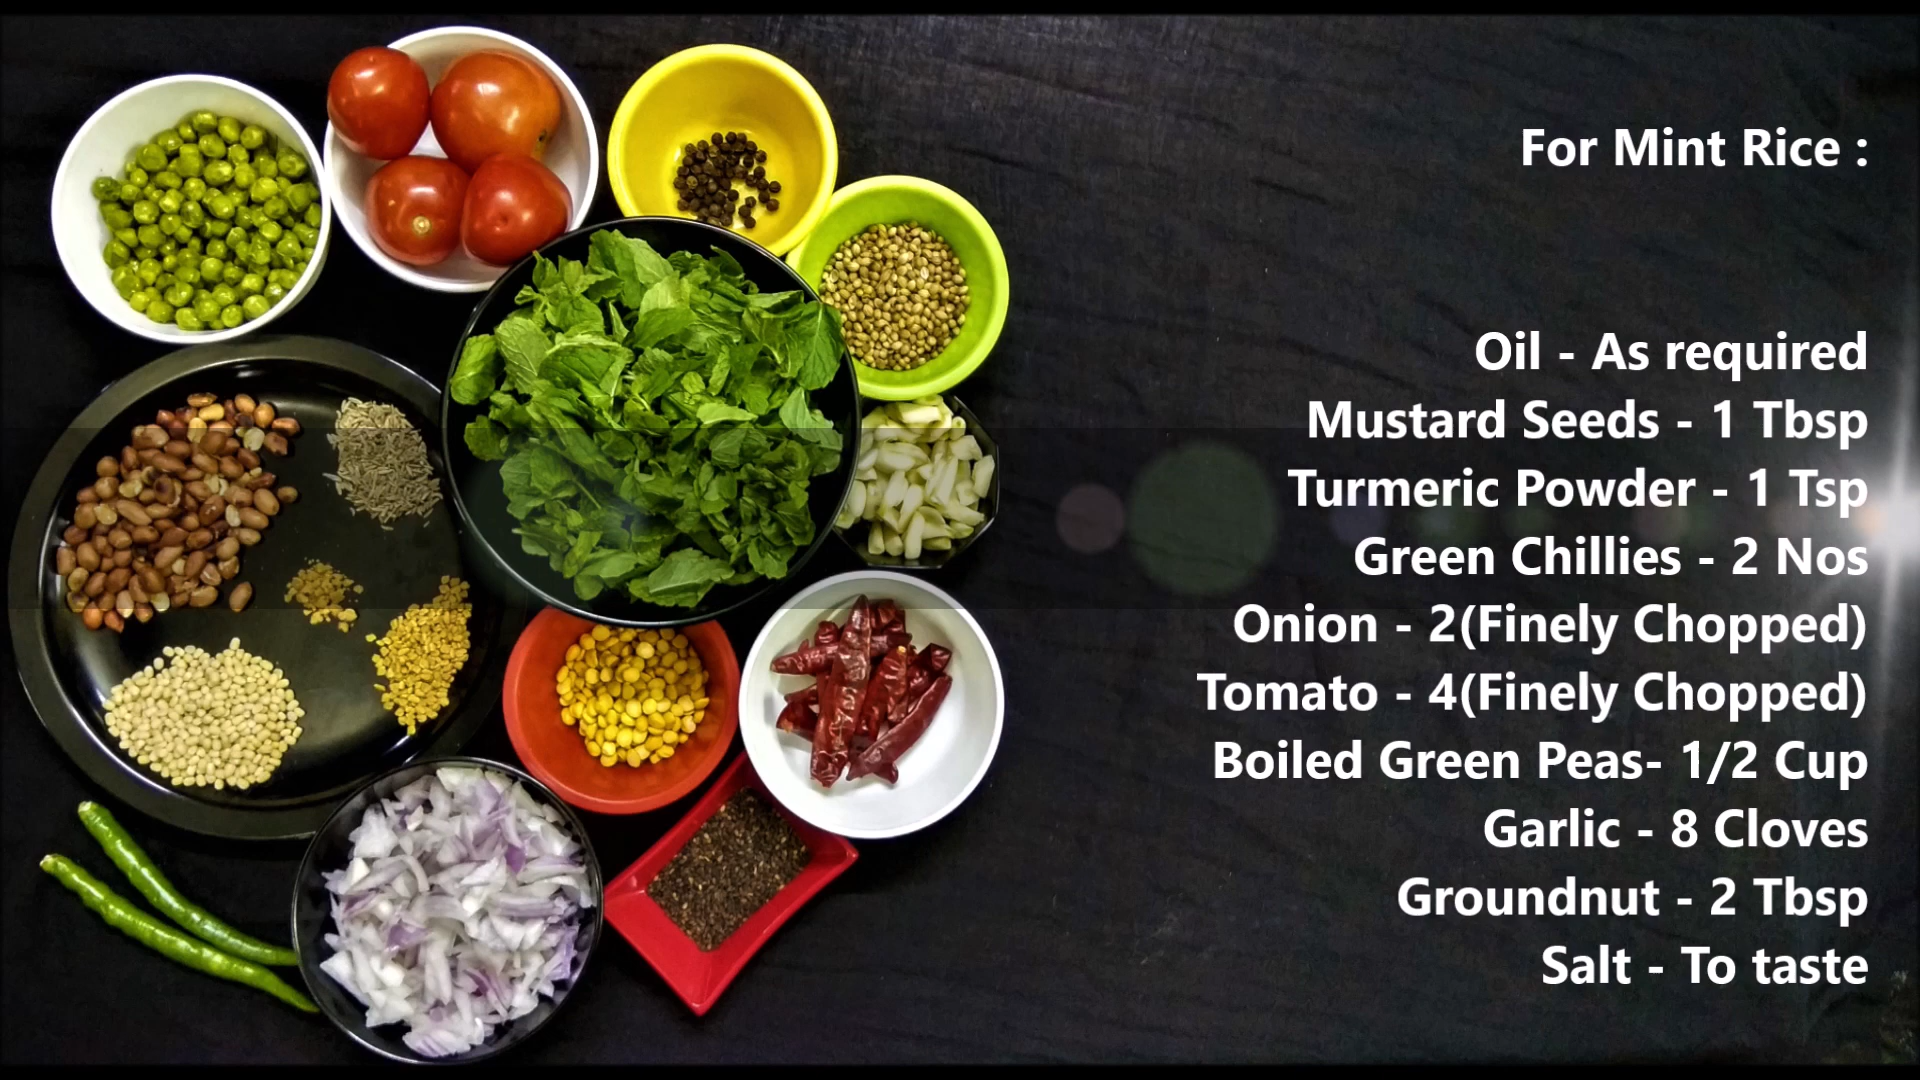 For Mint Rice :
Oil - As required
Mustard Seeds - 1 Tbsp
Turmeric Powder - 1 Tsp
Green Chillies - 2 Nos
Onion - 2(Finely Chopped)
Tomato - 4(Finely Chopped)
Boiled Green Peas- 1/2 Cup
Garlic - 8 Cloves
Groundnut - 2 Tbsp
Salt - To taste